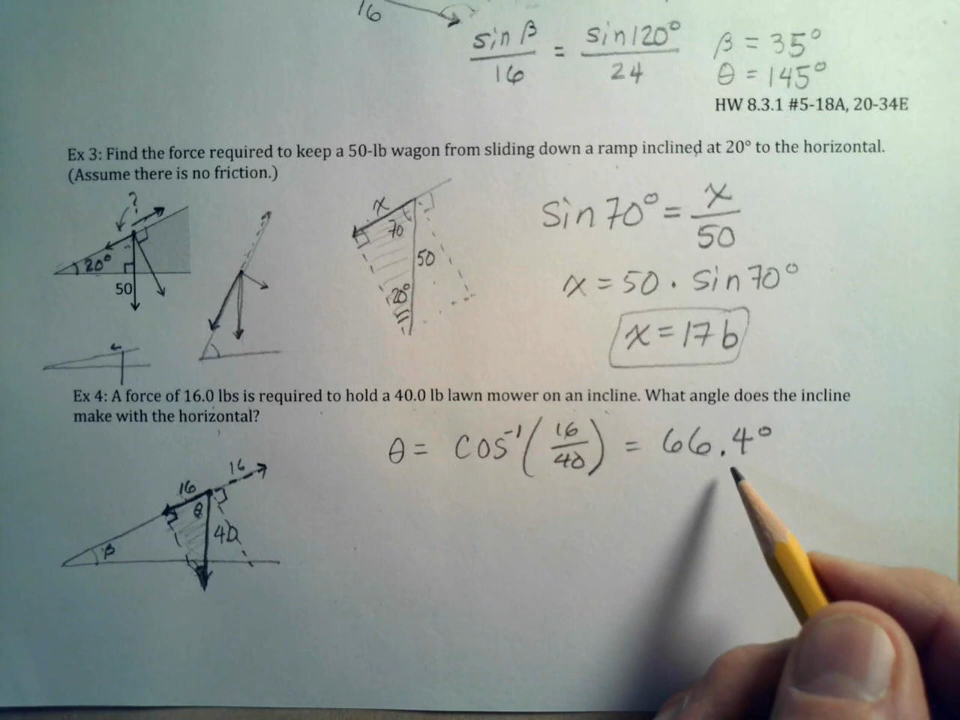 16
sin β / 16 = sin 120° / 24
β = 35°
θ = 145°
HW 8.3.1 #5-18A, 20-34E
Ex 3: Find the force required to keep a 50-lb wagon from sliding down a ramp inclined at 20° to the horizontal.
(Assume there is no friction.)
?
20°
50
x
70
50
20°
sin 70° = x / 50
x = 50 · sin 70°
x = 17 b
Ex 4: A force of 16.0 lbs is required to hold a 40.0 lb lawn mower on an incline. What angle does the incline
make with the horizontal?
θ = cos⁻¹ (16 / 40) = 66.4°
16
16
θ
40
β